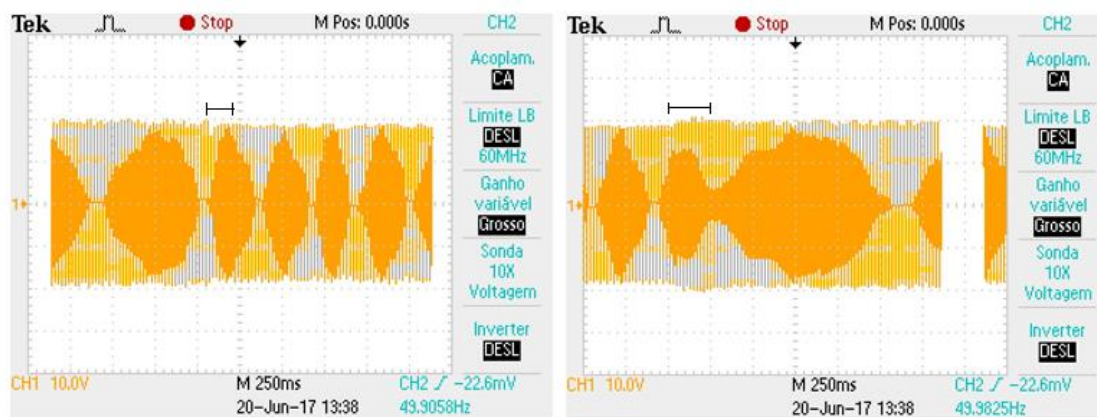 Tek Stop M Pos: 0.000s CH2
Acoplam.
CA
Limite LB
DESL
60MHz
Ganho
variável
Grosso
Sonda
10X
Voltagem
Inverter
DESL
1
CH1 10.0V M 250ms CH2 -22.6mV
20-Jun-17 13:38 49.9058Hz
Tek Stop M Pos: 0.000s CH2
Acoplam.
CA
Limite LB
DESL
60MHz
Ganho
variável
Grosso
Sonda
10X
Voltagem
Inverter
DESL
1
CH1 10.0V M 250ms CH2 -22.6mV
20-Jun-17 13:38 49.9825Hz